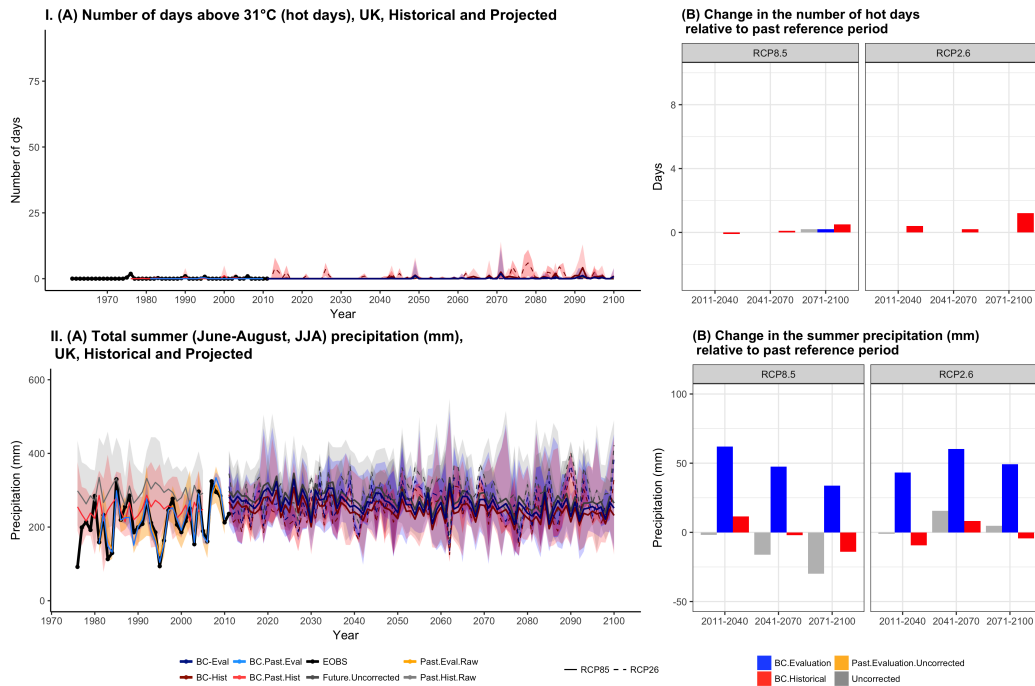 I. (A) Number of days above 31°C (hot days), UK, Historical and Projected
75
50
25
0
Number of days
1970 1980 1990 2000 2010 2020 2030 2040 2050 2060 2070 2080 2090 2100
Year
(B) Change in the number of hot days
relative to past reference period
RCP8.5 RCP2.6
8
4
0
Days
2011-2040 2041-2070 2071-2100 2011-2040 2041-2070 2071-2100
II. (A) Total summer (June-August, JJA) precipitation (mm),
UK, Historical and Projected
600
400
200
0
Precipitation (mm)
1970 1980 1990 2000 2010 2020 2030 2040 2050 2060 2070 2080 2090 2100
Year
(B) Change in the summer precipitation (mm)
relative to past reference period
RCP8.5 RCP2.6
100
50
0
-50
Precipitation (mm)
2011-2040 2041-2070 2071-2100 2011-2040 2041-2070 2071-2100
BC-Eval BC.Past.Eval EOBS Past.Eval.Raw
BC-Hist BC.Past.Hist Future.Uncorrected Past.Hist.Raw
RCP85 RCP26
BC.Evaluation Past.Evaluation.Uncorrected
BC.Historical Uncorrected